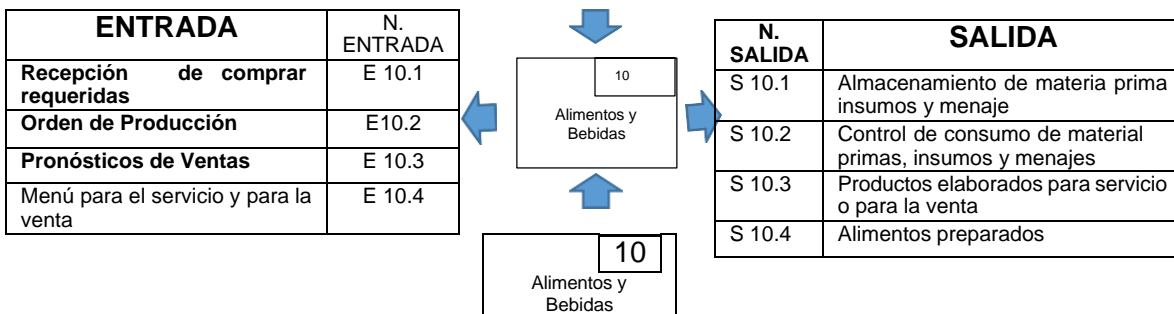 ENTRADA
N.
ENTRADA
Recepción de comprar
requeridas
E 10.1
Orden de Producción
E10.2
Pronósticos de Ventas
E 10.3
Menú para el servicio y para la
venta
E 10.4
10
Alimentos y
Bebidas
10
Alimentos y
Bebidas
N.
SALIDA
SALIDA
S 10.1
Almacenamiento de materia prima
insumos y menaje
S 10.2
Control de consumo de material
primas, insumos y menajes
S 10.3
Productos elaborados para servicio
o para la venta
S 10.4
Alimentos preparados